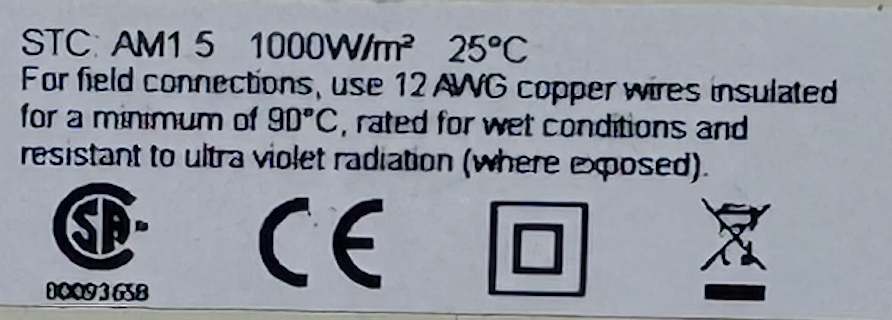 STC: AM1.5 1000W/m² 25°C
For field connections, use 12 AWG copper wires insulated
for a minimum of 90°C, rated for wet conditions and
resistant to ultra violet radiation (where exposed).
SA CE
00093658